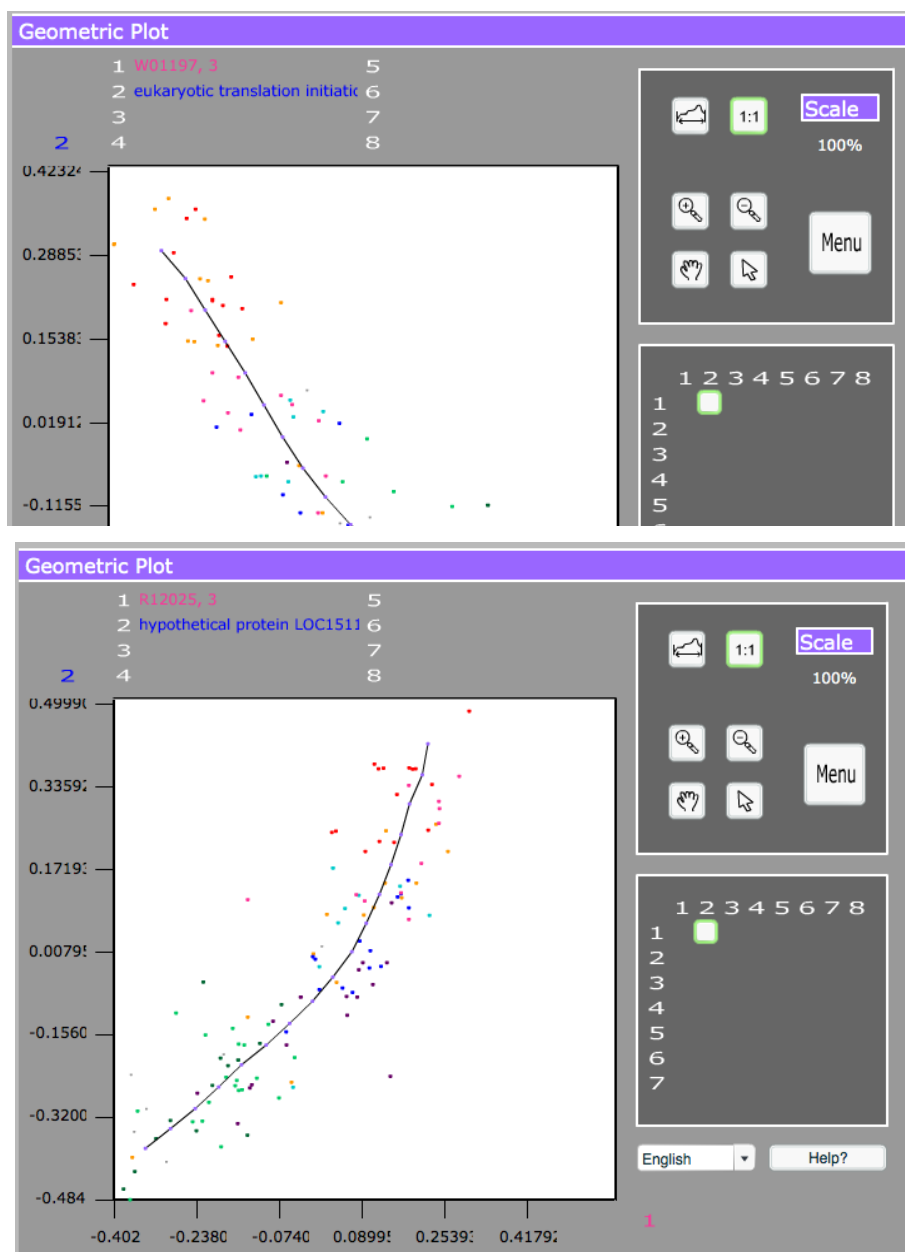 Geometric Plot
1 W01197, 3 5
2 eukaryotic translation initiatic 6
3 7
2 4 8
Scale
1:1
100%
Menu
0.42324
0.28853
0.15383
0.01912
-0.1155
1 2 3 4 5 6 7 8
1
2
3
4
5
Geometric Plot
1 R12025, 3 5
2 hypothetical protein LOC1511 6
3 7
2 4 8
Scale
1:1
100%
Menu
0.49990
0.33592
0.17193
0.00795
-0.1560
-0.3200
-0.484
1 2 3 4 5 6 7 8
1
2
3
4
5
6
7
English Help?
1
-0.402 -0.2380 -0.0740 0.08995 0.25393 0.41792